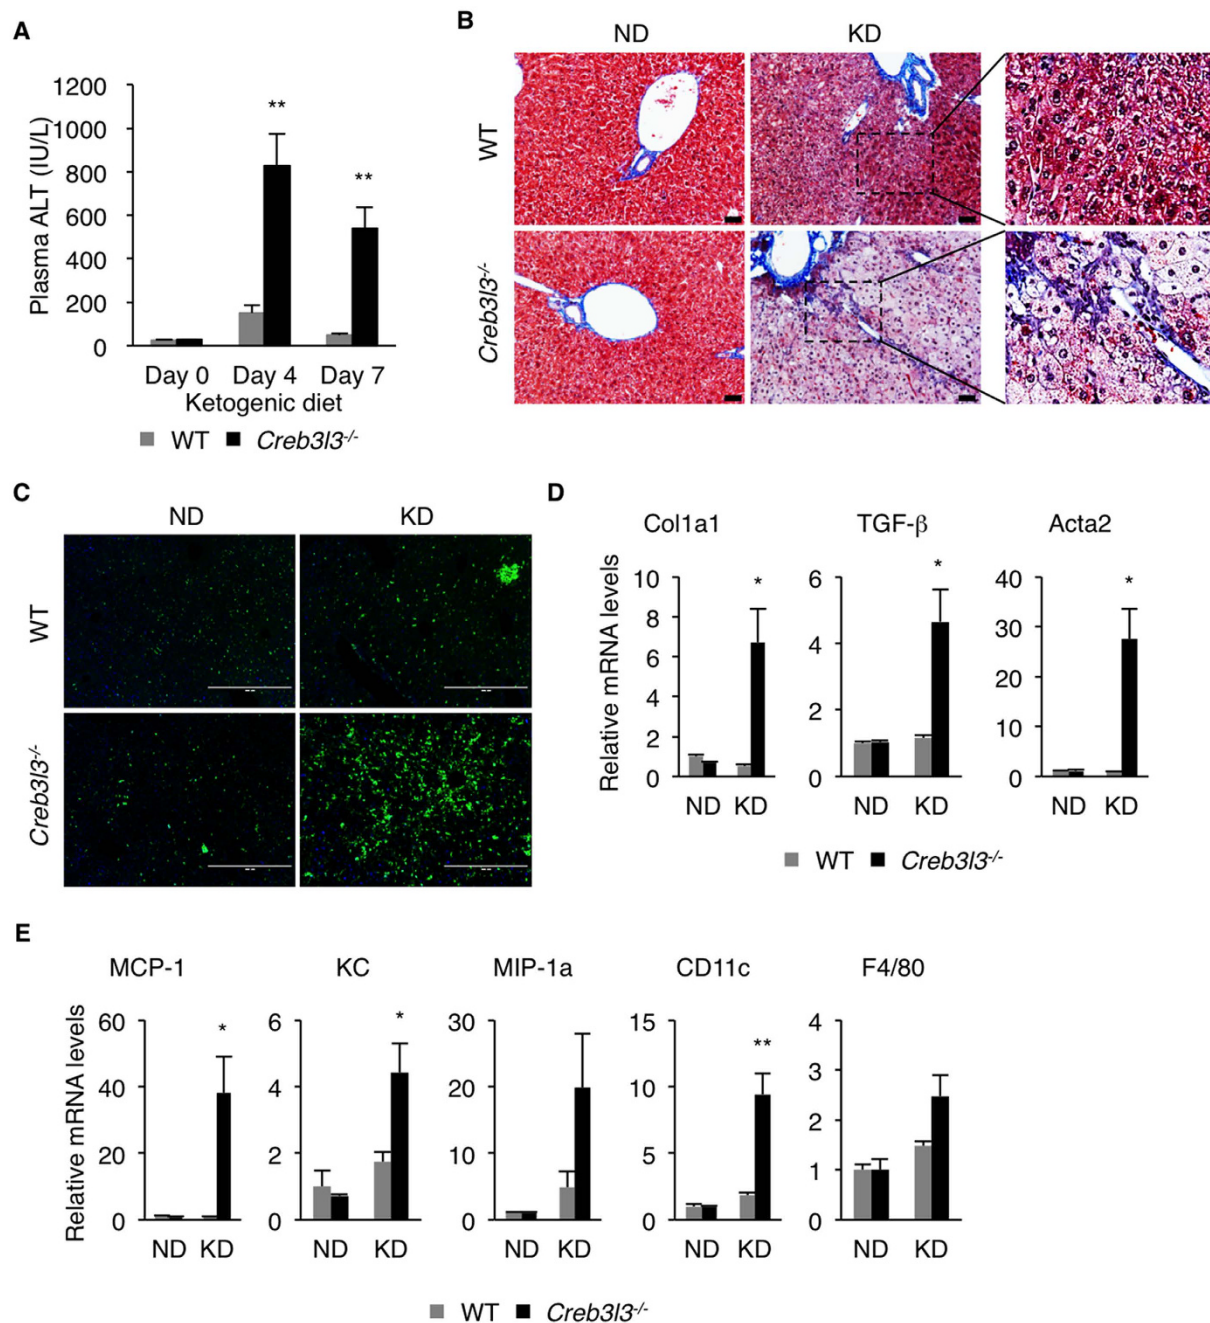 A
Plasma ALT (IU/L)
1200
1000
800
600
400
200
0
**
**
Day 0 Day 4 Day 7
Ketogenic diet
WT Creb3l3-/-
B
ND KD
WT
Creb3l3-/-
C
ND KD
WT
Creb3l3-/-
D
Col1a1 TGF-β Acta2
Relative mRNA levels
10
8
6
4
2
0
*
ND KD
6
4
2
0
*
ND KD
40
30
20
10
0
*
ND KD
WT Creb3l3-/-
E
MCP-1 KC MIP-1a CD11c F4/80
Relative mRNA levels
60
40
20
0
*
ND KD
6
4
2
0
*
ND KD
30
20
10
0
ND KD
15
10
5
0
**
ND KD
4
3
2
1
0
ND KD
WT Creb3l3-/-